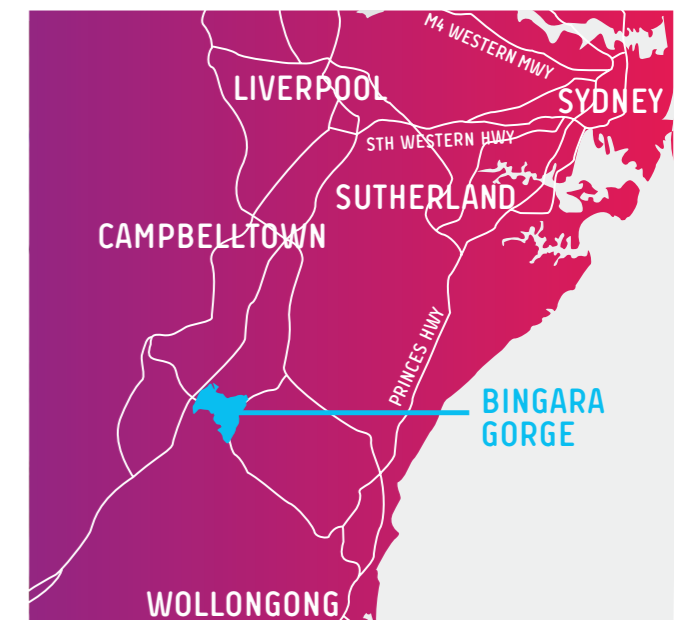 M4 WESTERN MWY
LIVERPOOL
SYDNEY
STH WESTERN HWY
SUTHERLAND
CAMPBELLTOWN
PRINCES HWY
BINGARA
GORGE
WOLLONGONG